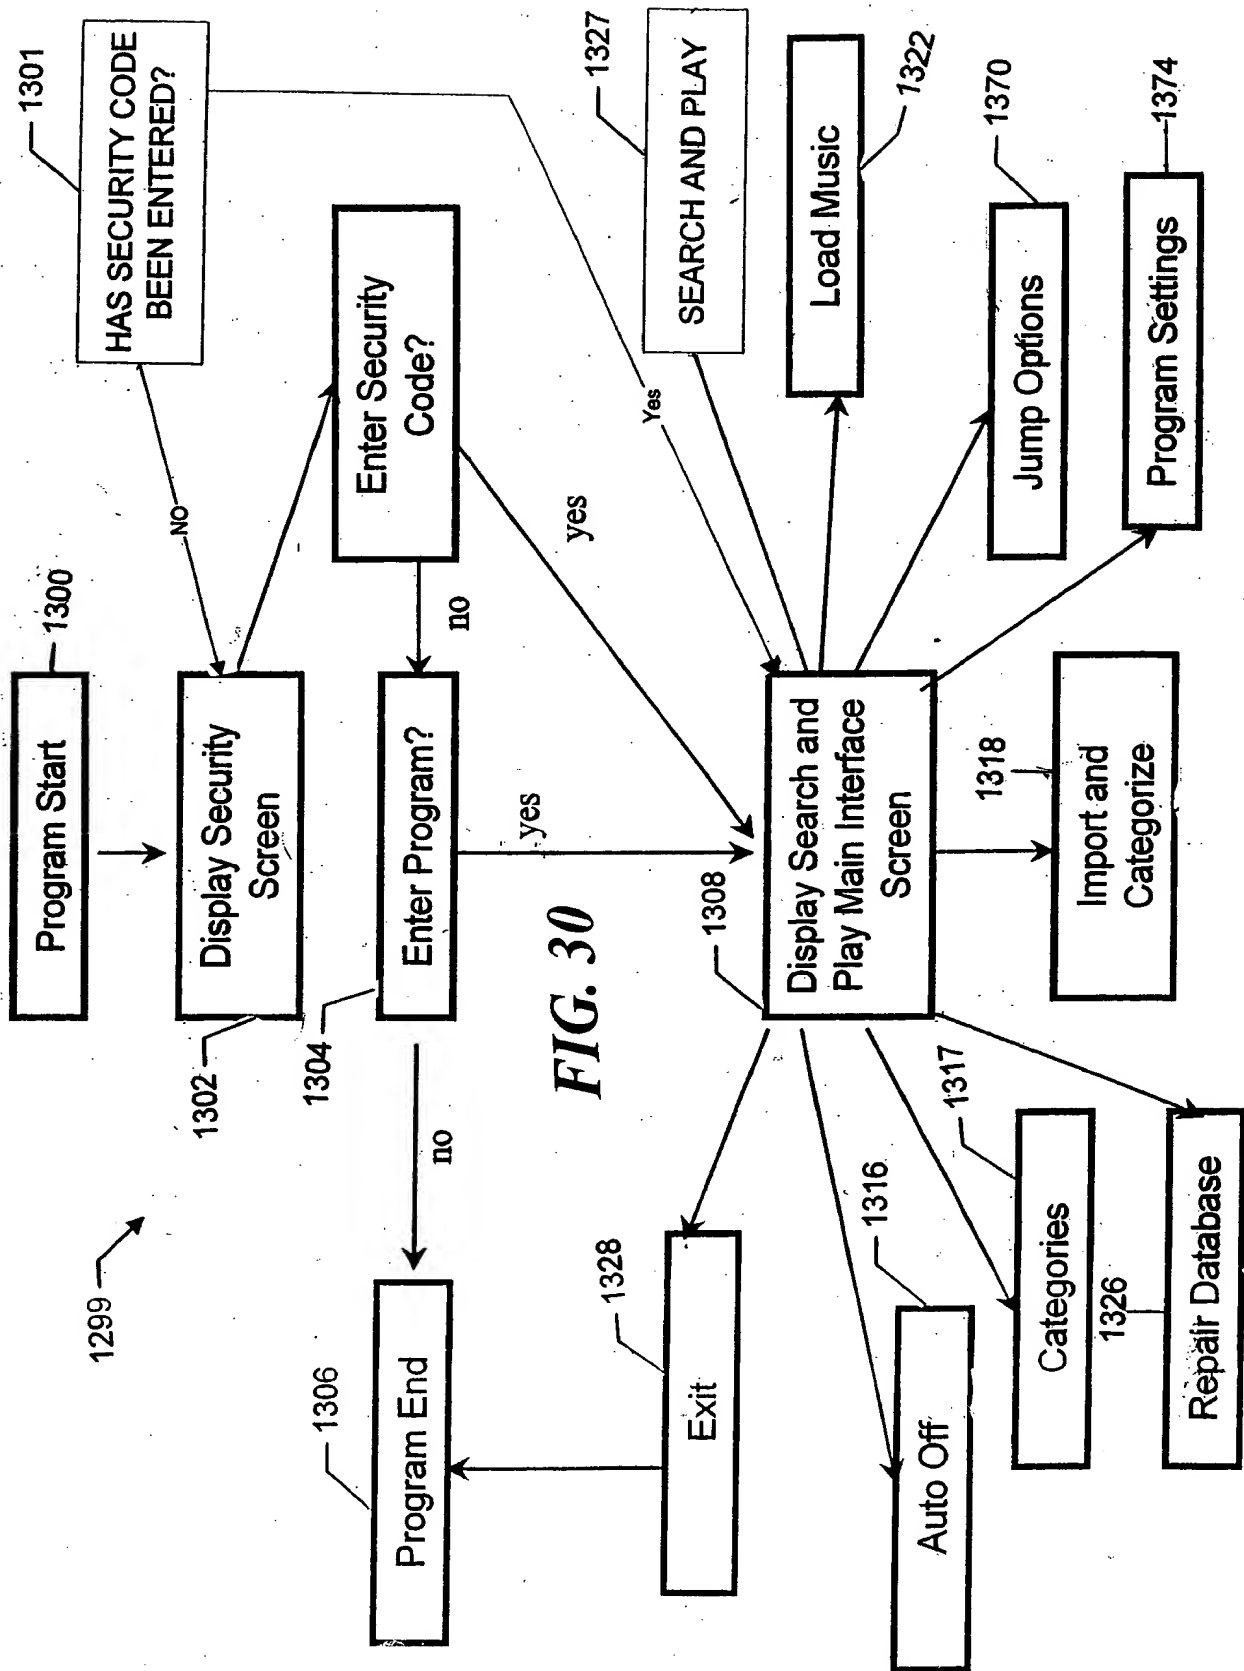 1299
Program Start
1300
HAS SECURITY CODE
BEEN ENTERED?
1301
1302
Display Security
Screen
NO
Enter Security
Code?
1304
Enter Program?
no
no
Program End
1306
yes
yes
Yes
FIG. 30
1308
Display Search and
Play Main Interface
Screen
SEARCH AND PLAY
1327
Exit
1328
Load Music
1322
Auto Off
1316
Jump Options
1370
Categories
1317
Import and
Categorize
1318
Program Settings
1374
Repair Database
1326